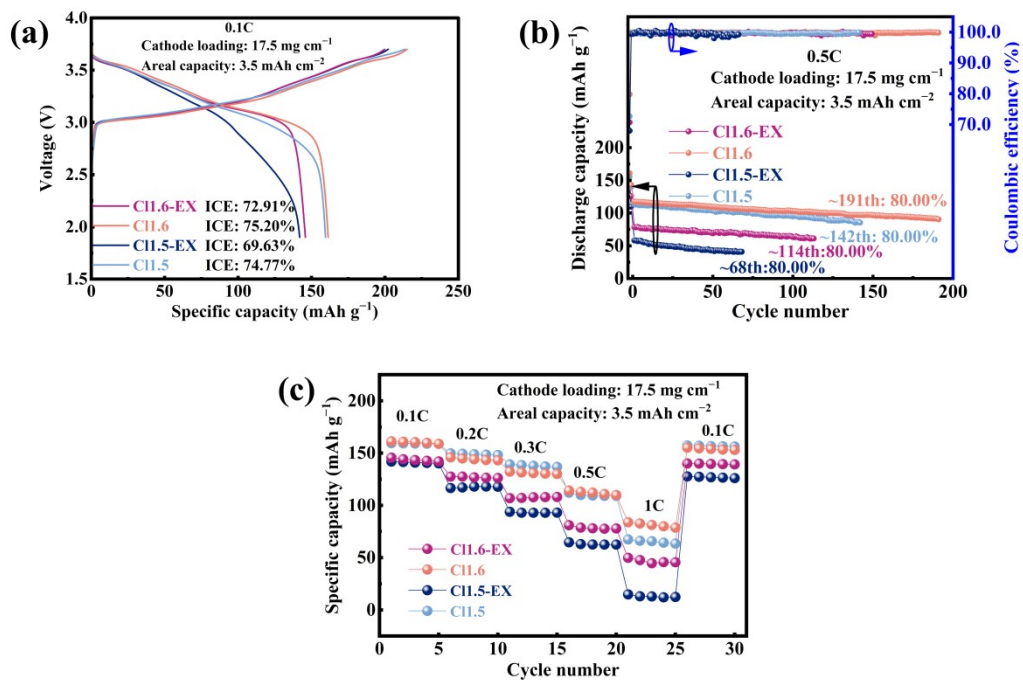 (a)
0.1C
Cathode loading: 17.5 mg cm⁻¹
Areal capacity: 3.5 mAh cm⁻²
4.0
3.5
3.0
2.5
2.0
1.5
Voltage (V)
Cl1.6-EX ICE: 72.91%
Cl1.6 ICE: 75.20%
Cl1.5-EX ICE: 69.63%
Cl1.5 ICE: 74.77%
0 50 100 150 200 250
Specific capacity (mAh g⁻¹)
(b)
0.5C
Cathode loading: 17.5 mg cm⁻¹
Areal capacity: 3.5 mAh cm⁻²
Cl1.6-EX
Cl1.6
Cl1.5-EX
Cl1.5
200
150
100
50
0
Discharge capacity (mAh g⁻¹)
100.0
90.0
80.0
70.0
Coulombic efficiency (%)
~191th: 80.00%
~142th: 80.00%
~114th:80.00%
~68th:80.00%
0 50 100 150 200
Cycle number
(c)
Cathode loading: 17.5 mg cm⁻¹
Areal capacity: 3.5 mAh cm⁻²
0.1C
0.2C
0.3C
0.5C
1C
0.1C
200
150
100
50
0
Specific capacity (mAh g⁻¹)
Cl1.6-EX
Cl1.6
Cl1.5-EX
Cl1.5
0 5 10 15 20 25 30
Cycle number